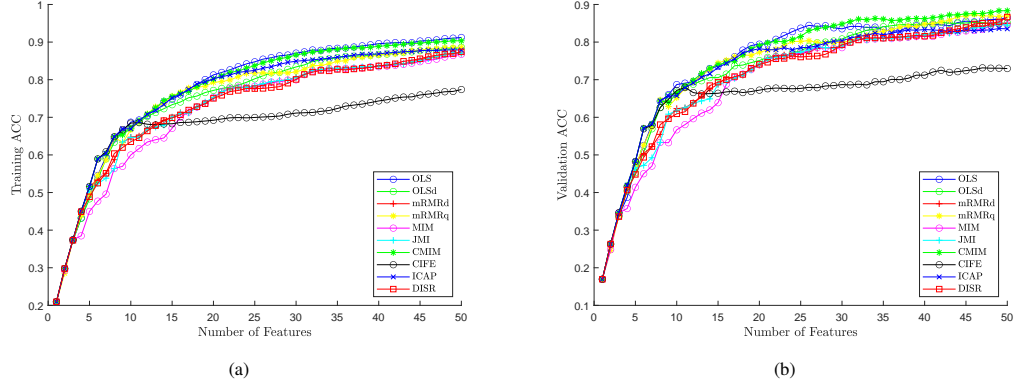 1
0.9
0.8
0.7
0.6
0.5
0.4
0.3
0.2
Training ACC
0 5 10 15 20 25 30 35 40 45 50
Number of Features
OLS
OLSd
mRMRd
mRMRq
MIM
JMI
CMIM
CIFE
ICAP
DISR
(a)
1
0.9
0.8
0.7
0.6
0.5
0.4
0.3
0.2
0.1
Validation ACC
0 5 10 15 20 25 30 35 40 45 50
Number of Features
OLS
OLSd
mRMRd
mRMRq
MIM
JMI
CMIM
CIFE
ICAP
DISR
(b)